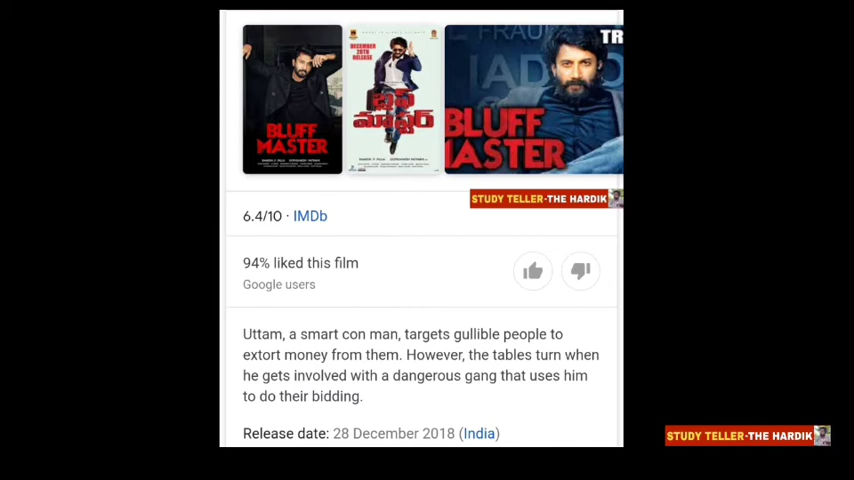 BLUFF
MASTER
DECEMBER
28TH
RELEASE
బ్లఫ్
మాస్టర్
TR
BLUFF
MASTER
STUDY TELLER-THE HARDIK
6.4/10 · IMDb
94% liked this film
Google users
Uttam, a smart con man, targets gullible people to
extort money from them. However, the tables turn when
he gets involved with a dangerous gang that uses him
to do their bidding.
Release date: 28 December 2018 (India)
STUDY TELLER-THE HARDIK